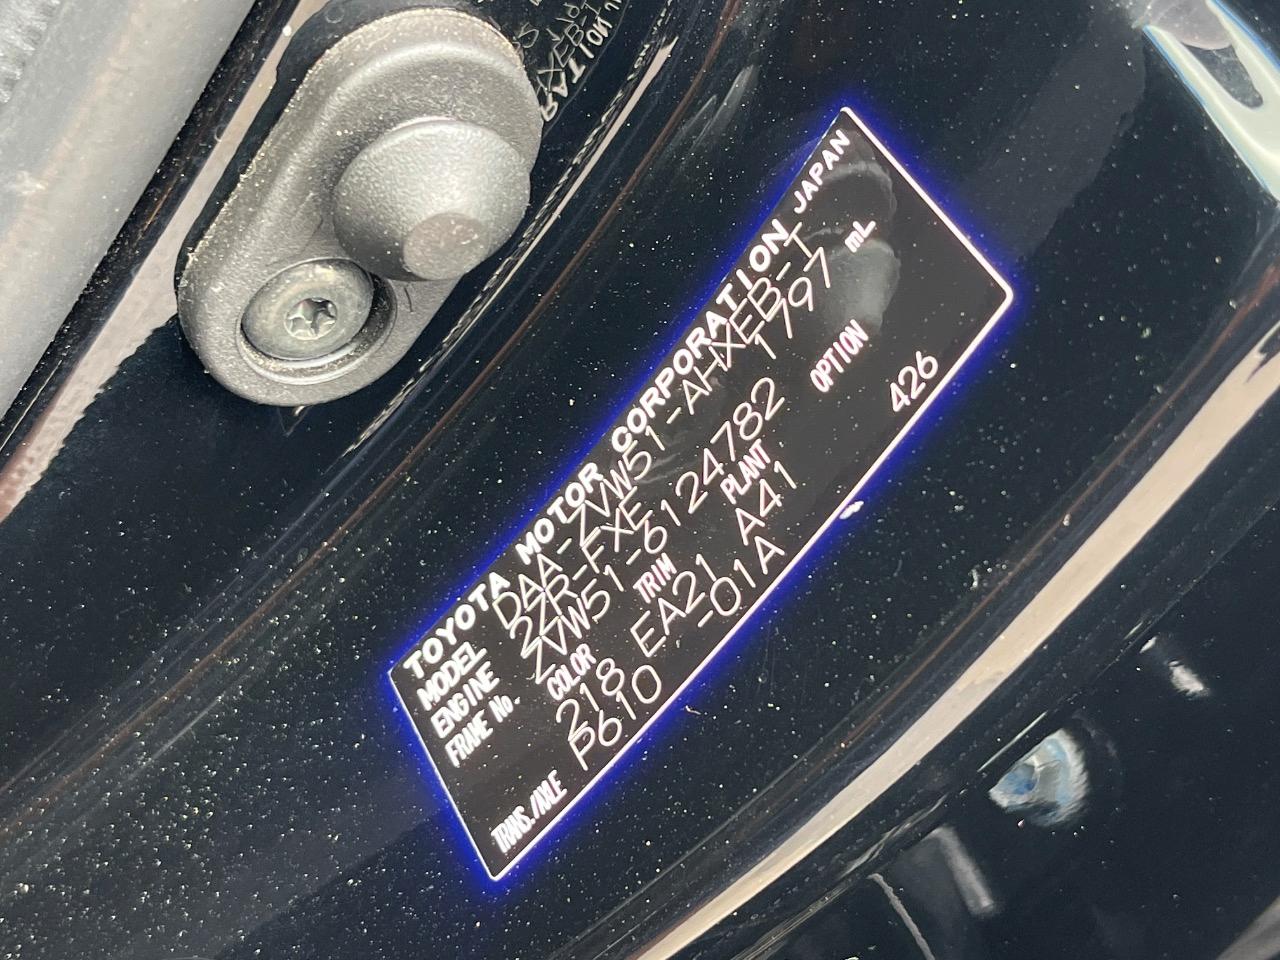 TOYOTA MOTOR CORPORATION JAPAN
MODEL DAA-ZVW51-AHXEB-T
ENGINE 2ZR-FXE 1797 mL
FRAME No. ZVW51-6124782
COLOR TRIM PLANT OPTION
218 EA21 A41
TRANS./AXLE P610 -01A 426